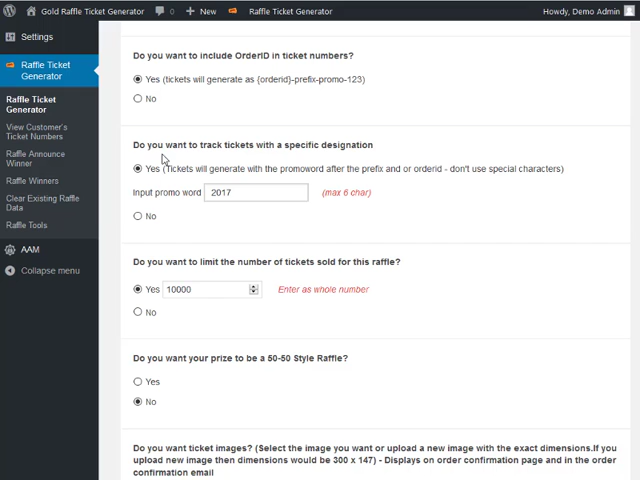 Gold Raffle Ticket Generator 0 + New Raffle Ticket Generator Howdy, Demo Admin
Settings
Raffle Ticket
Generator
Raffle Ticket
Generator
View Customer's
Ticket Numbers
Raffle Announce
Winner
Raffle Winners
Clear Existing Raffle
Data
Raffle Tools
AAM
Collapse menu
Do you want to include OrderID in ticket numbers?
Yes (tickets will generate as {orderid}-prefix-promo-123)
No
Do you want to track tickets with a specific designation
Yes (Tickets will generate with the promoword after the prefix and or orderid - don't use special characters)
Input promo word 2017 (max 6 char)
No
Do you want to limit the number of tickets sold for this raffle?
Yes 10000 Enter as whole number
No
Do you want your prize to be a 50-50 Style Raffle?
Yes
No
Do you want ticket images? (Select the image you want or upload a new image with the exact dimensions.If you
upload new image then dimensions would be 300 x 147) - Displays on order confirmation page and in the order
confirmation email